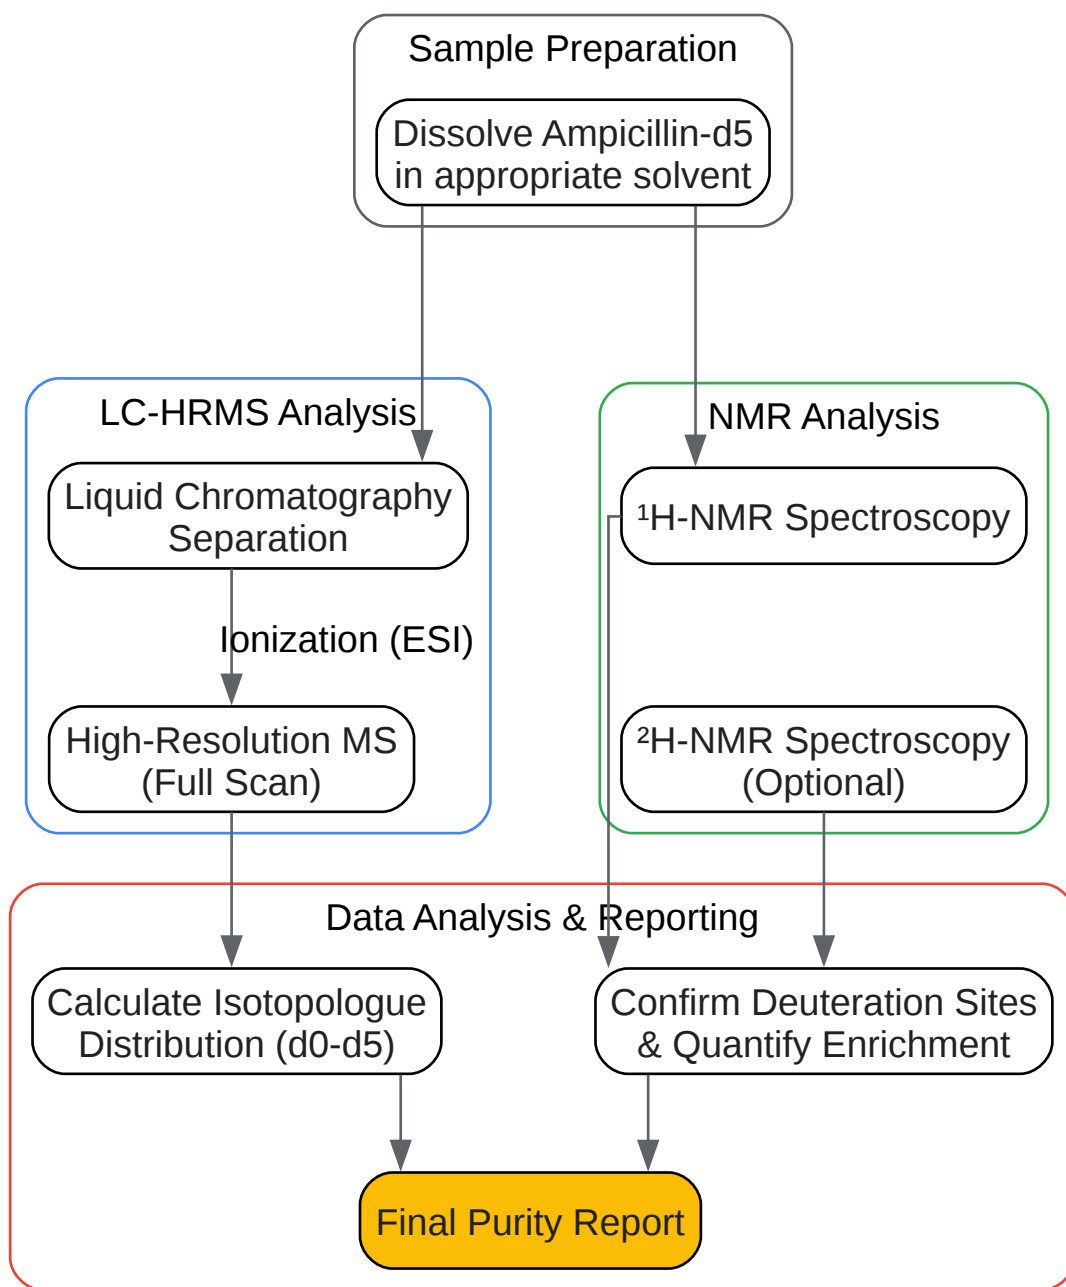 Sample Preparation
Dissolve Ampicillin-d5
in appropriate solvent
LC-HRMS Analysis
Liquid Chromatography
Separation
Ionization (ESI)
High-Resolution MS
(Full Scan)
NMR Analysis
¹H-NMR Spectroscopy
²H-NMR Spectroscopy
(Optional)
Data Analysis & Reporting
Calculate Isotopologue
Distribution (d0-d5)
Confirm Deuteration Sites
& Quantify Enrichment
Final Purity Report